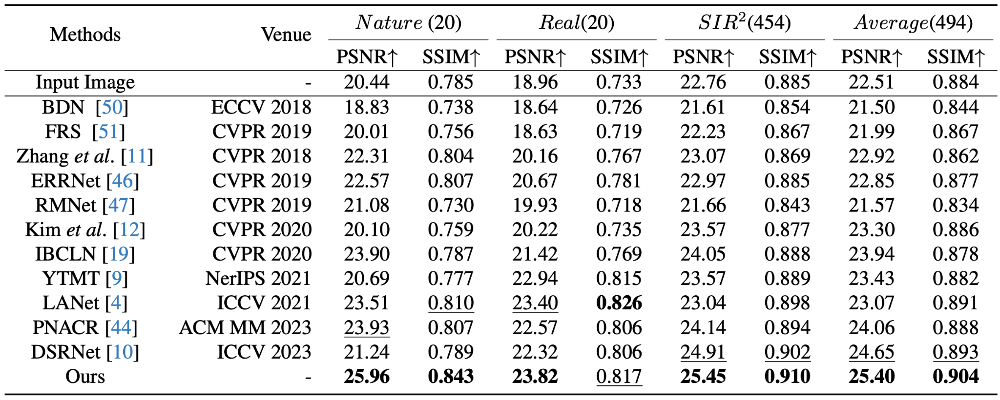 Methods Venue Nature (20) Real(20) SIR²(454) Average(494)
PSNR↑ SSIM↑ PSNR↑ SSIM↑ PSNR↑ SSIM↑ PSNR↑ SSIM↑
Input Image - 20.44 0.785 18.96 0.733 22.76 0.885 22.51 0.884
BDN [50] ECCV 2018 18.83 0.738 18.64 0.726 21.61 0.854 21.50 0.844
FRS [51] CVPR 2019 20.01 0.756 18.63 0.719 22.23 0.867 21.99 0.867
Zhang et al. [11] CVPR 2018 22.31 0.804 20.16 0.767 23.07 0.869 22.92 0.862
ERRNet [46] CVPR 2019 22.57 0.807 20.67 0.781 22.97 0.885 22.85 0.877
RMNet [47] CVPR 2019 21.08 0.730 19.93 0.718 21.66 0.843 21.57 0.834
Kim et al. [12] CVPR 2020 20.10 0.759 20.22 0.735 23.57 0.877 23.30 0.886
IBCLN [19] CVPR 2020 23.90 0.787 21.42 0.769 24.05 0.888 23.94 0.878
YTMT [9] NerIPS 2021 20.69 0.777 22.94 0.815 23.57 0.889 23.43 0.882
LANet [4] ICCV 2021 23.51 0.810 23.40 0.826 23.04 0.898 23.07 0.891
PNACR [44] ACM MM 2023 23.93 0.807 22.57 0.806 24.14 0.894 24.06 0.888
DSRNet [10] ICCV 2023 21.24 0.789 22.32 0.806 24.91 0.902 24.65 0.893
Ours - 25.96 0.843 23.82 0.817 25.45 0.910 25.40 0.904